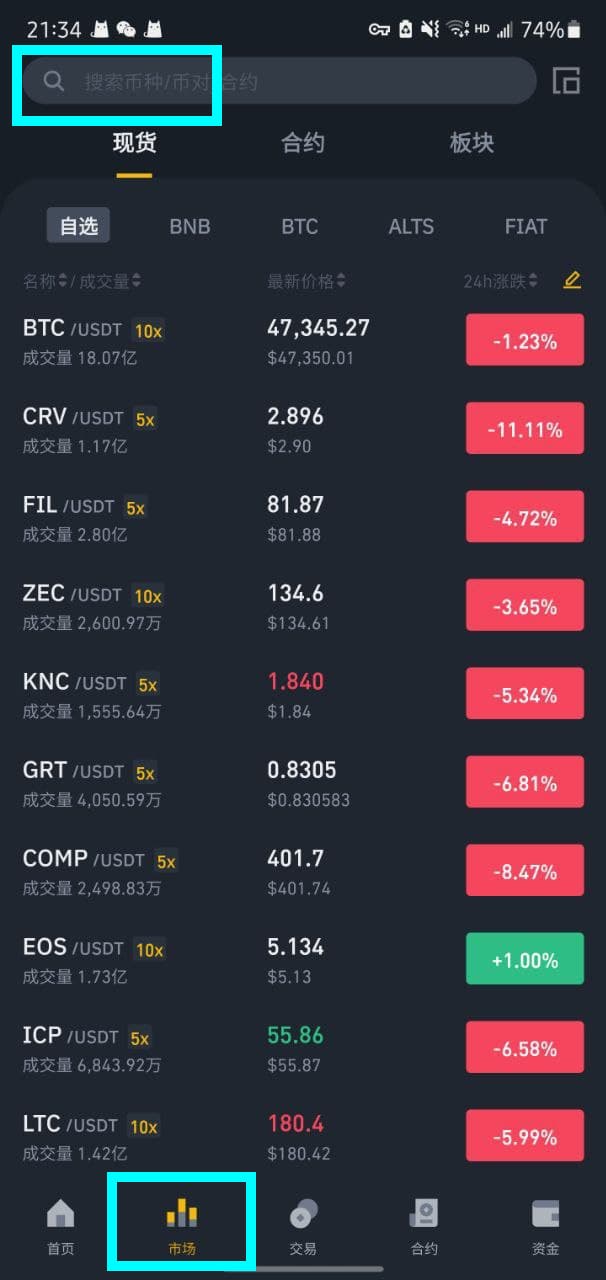 21:34 HD 74%
搜索币种/币对/合约
现货 合约 板块
自选 BNB BTC ALTS FIAT
名称 / 成交量 最新价格 24h涨跌
BTC /USDT 10x 47,345.27 -1.23%
成交量 18.07亿 $47,350.01
CRV /USDT 5x 2.896 -11.11%
成交量 1.17亿 $2.90
FIL /USDT 5x 81.87 -4.72%
成交量 2.80亿 $81.88
ZEC /USDT 10x 134.6 -3.65%
成交量 2,600.97万 $134.61
KNC /USDT 5x 1.840 -5.34%
成交量 1,555.64万 $1.84
GRT /USDT 5x 0.8305 -6.81%
成交量 4,050.59万 $0.830583
COMP /USDT 5x 401.7 -8.47%
成交量 2,498.83万 $401.74
EOS /USDT 10x 5.134 +1.00%
成交量 1.73亿 $5.13
ICP /USDT 5x 55.86 -6.58%
成交量 6,843.92万 $55.87
LTC /USDT 10x 180.4 -5.99%
成交量 1.42亿 $180.42
首页 市场 交易 合约 资金